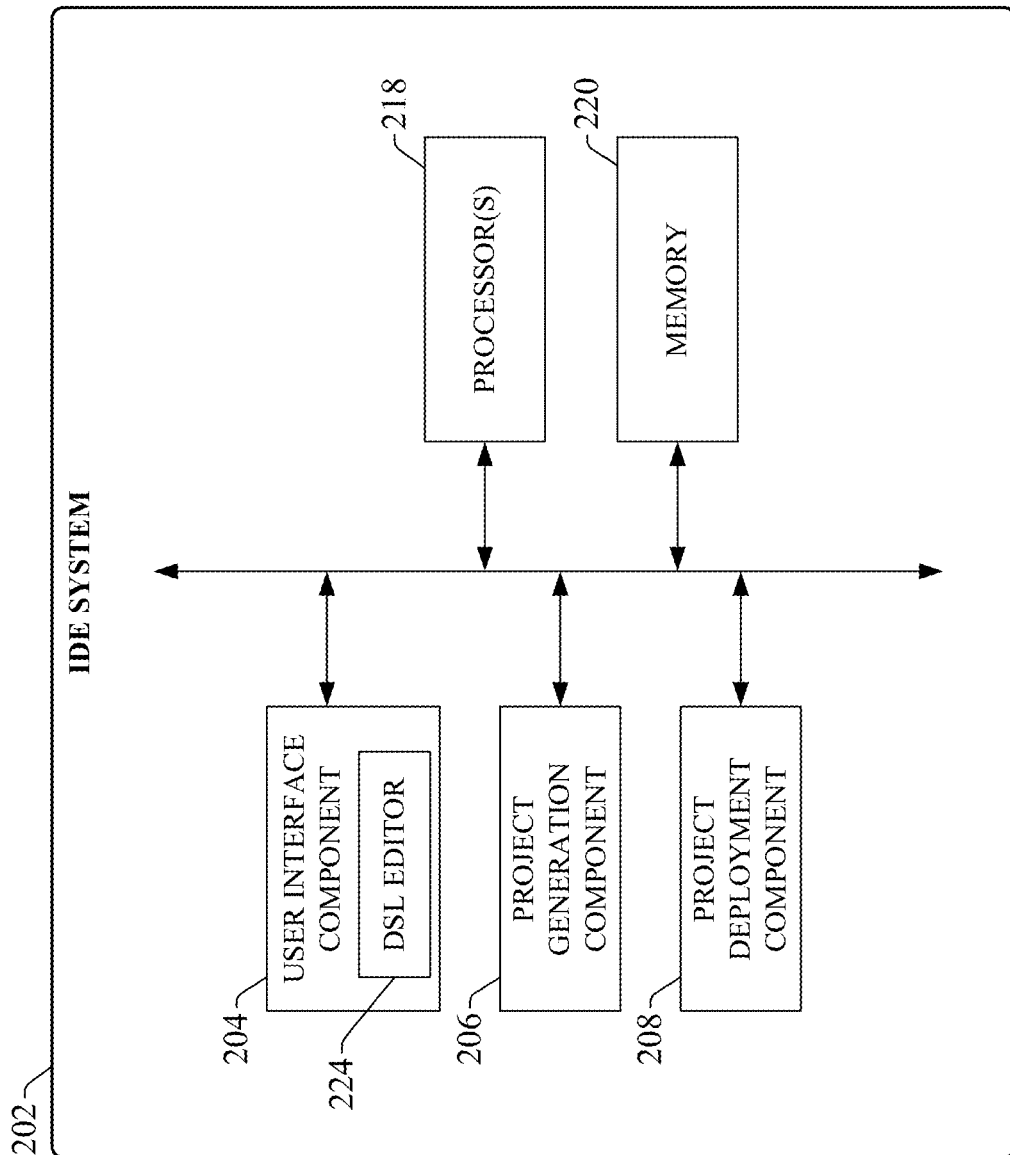 202
IDE SYSTEM
204
USER INTERFACE
COMPONENT
224
DSL EDITOR
206
PROJECT
GENERATION
COMPONENT
208
PROJECT
DEPLOYMENT
COMPONENT
PROCESSOR(S)
218
MEMORY
220